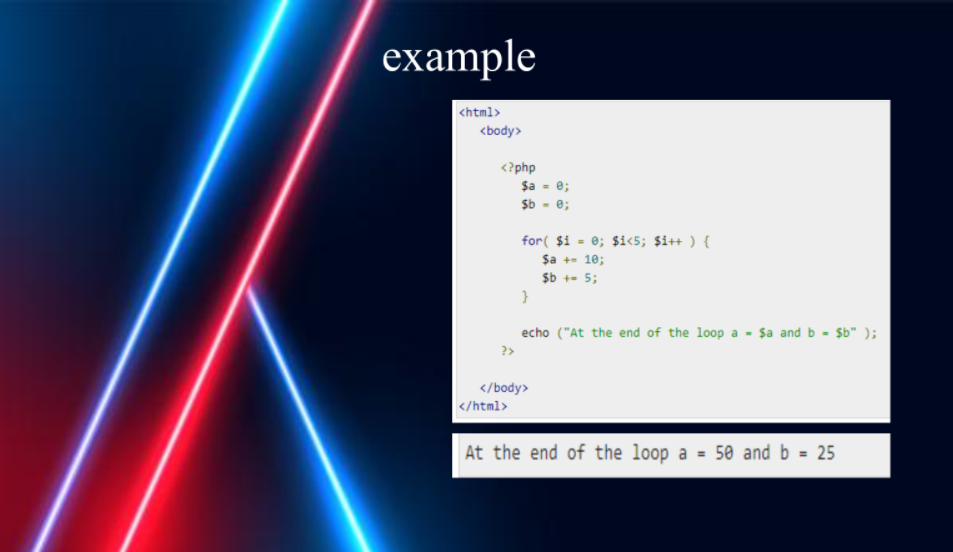 example
<html>
<body>
<?php
$a = 0;
$b = 0;
for( $i = 0; $i<5; $i++ ) {
$a += 10;
$b += 5;
}
echo ("At the end of the loop a = $a and b = $b" );
?>
</body>
</html>
At the end of the loop a = 50 and b = 25